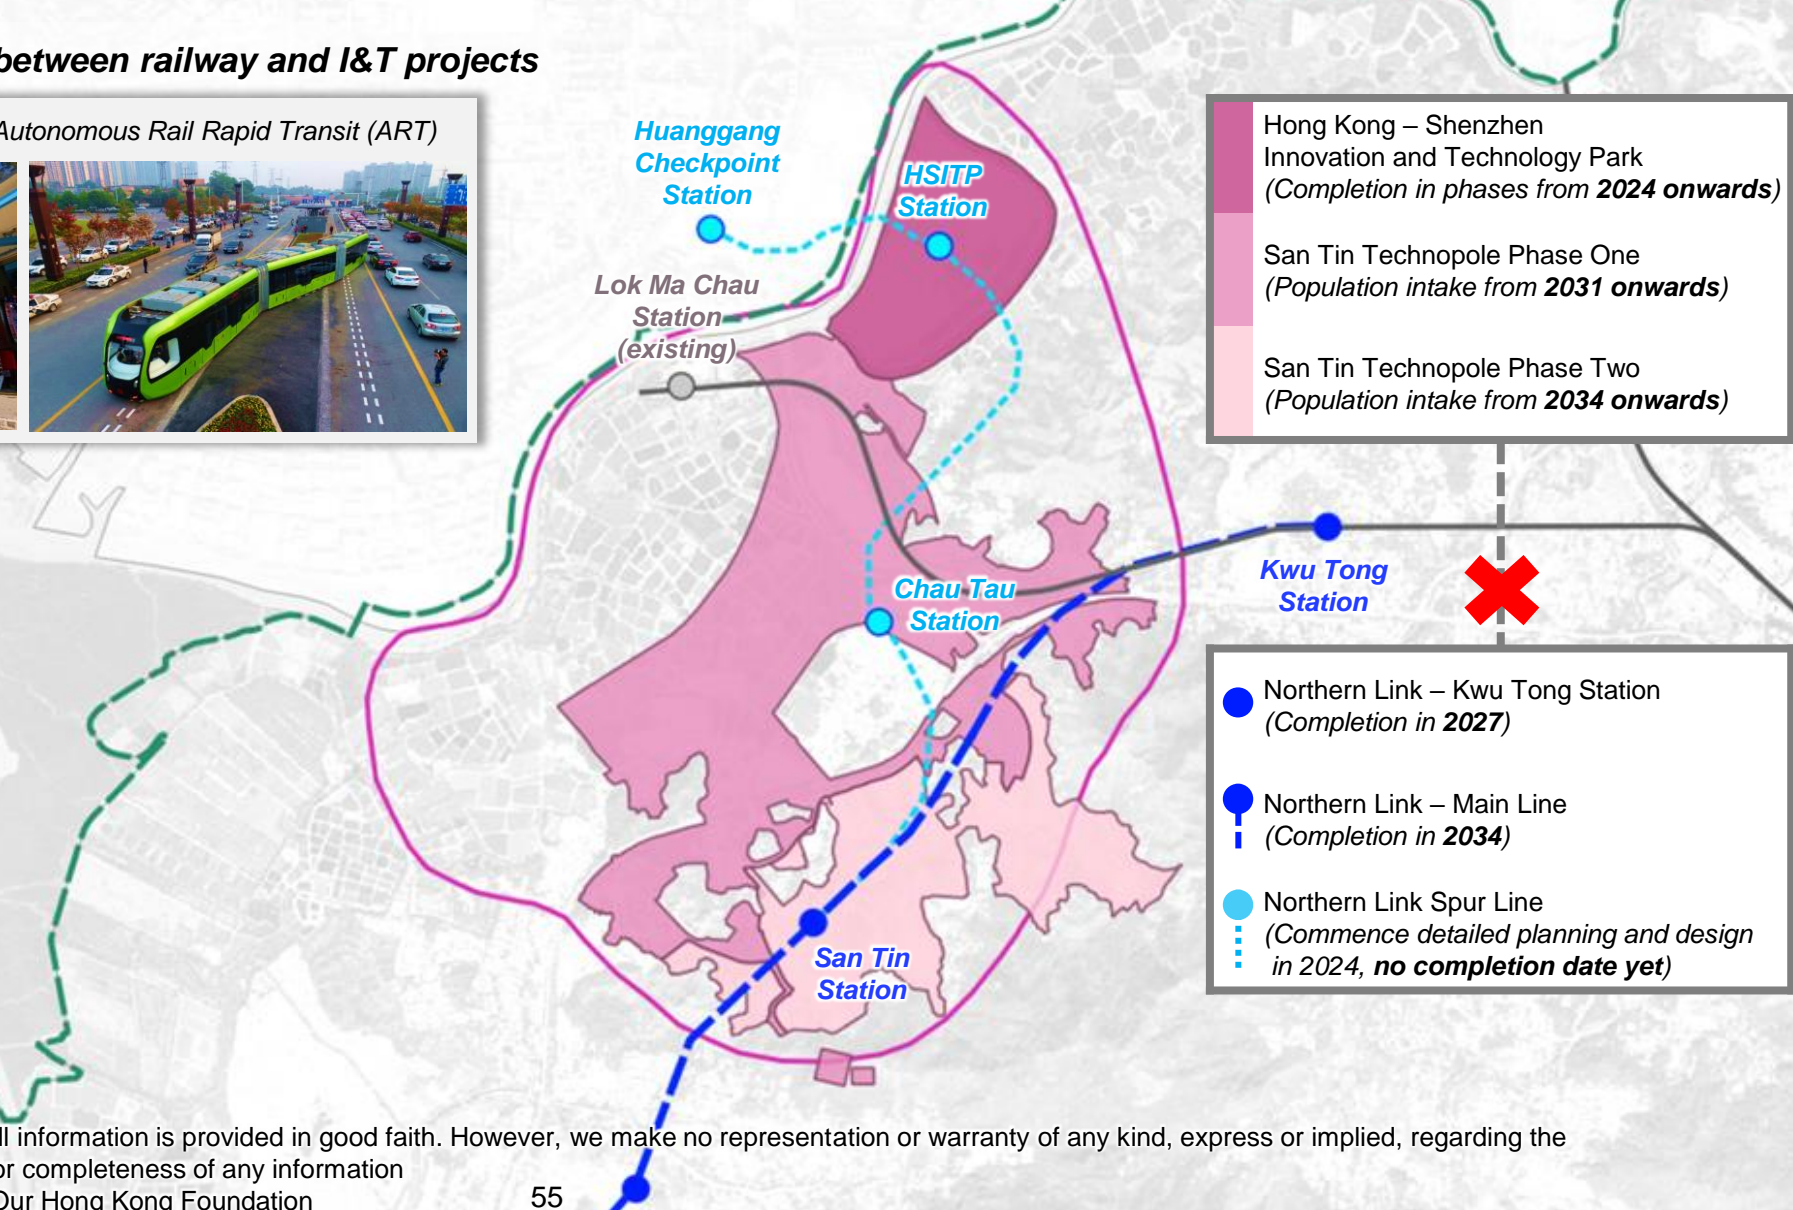 between railway and I&T projects
Autonomous Rail Rapid Transit (ART)
Huanggang
Checkpoint
Station
HSITP
Station
Lok Ma Chau
Station
(existing)
Chau Tau
Station
Kwu Tong
Station
San Tin
Station
Hong Kong – Shenzhen
Innovation and Technology Park
(Completion in phases from 2024 onwards)
San Tin Technopole Phase One
(Population intake from 2031 onwards)
San Tin Technopole Phase Two
(Population intake from 2034 onwards)
Northern Link – Kwu Tong Station
(Completion in 2027)
Northern Link – Main Line
(Completion in 2034)
Northern Link Spur Line
(Commence detailed planning and design
in 2024, no completion date yet)
information is provided in good faith. However, we make no representation or warranty of any kind, express or implied, regarding the
or completeness of any information
Our Hong Kong Foundation
55